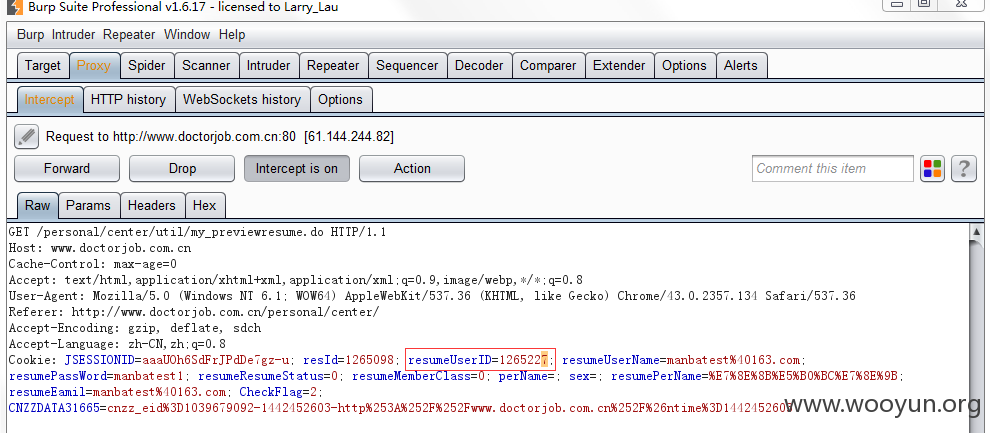 Burp Suite Professional v1.6.17 - licensed to Larry_Lau
Burp Intruder Repeater Window Help
Target Proxy Spider Scanner Intruder Repeater Sequencer Decoder Comparer Extender Options Alerts
Intercept HTTP history WebSockets history Options
Request to http://www.doctorjob.com.cn:80 [61.144.244.82]
Forward Drop Intercept is on Action Comment this item ?
Raw Params Headers Hex
GET /personal/center/util/my_previewresume.do HTTP/1.1
Host: www.doctorjob.com.cn
Cache-Control: max-age=0
Accept: text/html,application/xhtml+xml,application/xml;q=0.9,image/webp,*/*;q=0.8
User-Agent: Mozilla/5.0 (Windows NT 6.1; WOW64) AppleWebKit/537.36 (KHTML, like Gecko) Chrome/43.0.2357.134 Safari/537.36
Referer: http://www.doctorjob.com.cn/personal/center/
Accept-Encoding: gzip, deflate, sdch
Accept-Language: zh-CN,zh;q=0.8
Cookie: JSESSIONID=aaaUOh6SdFrJPdDe7gz-u; resId=1265098; resumeUserID=1265227; resumeUserName=manbatest%40163.com;
resumePassWord=manbatest1; resumeResumeStatus=0; resumeMemberClass=0; perName=; sex=; resumePerName=%E7%8E%8B%E5%B0%BC%E7%8E%9B;
resumeEamil=manbatest%40163.com; CheckFlag=2;
CNZZDATA31665=cnzz_eid%3D1039679092-1442452603-http%253A%252F%252Fwww.doctorjob.com.cn%252F%26ntime%3D1442452603
www.wooyun.org